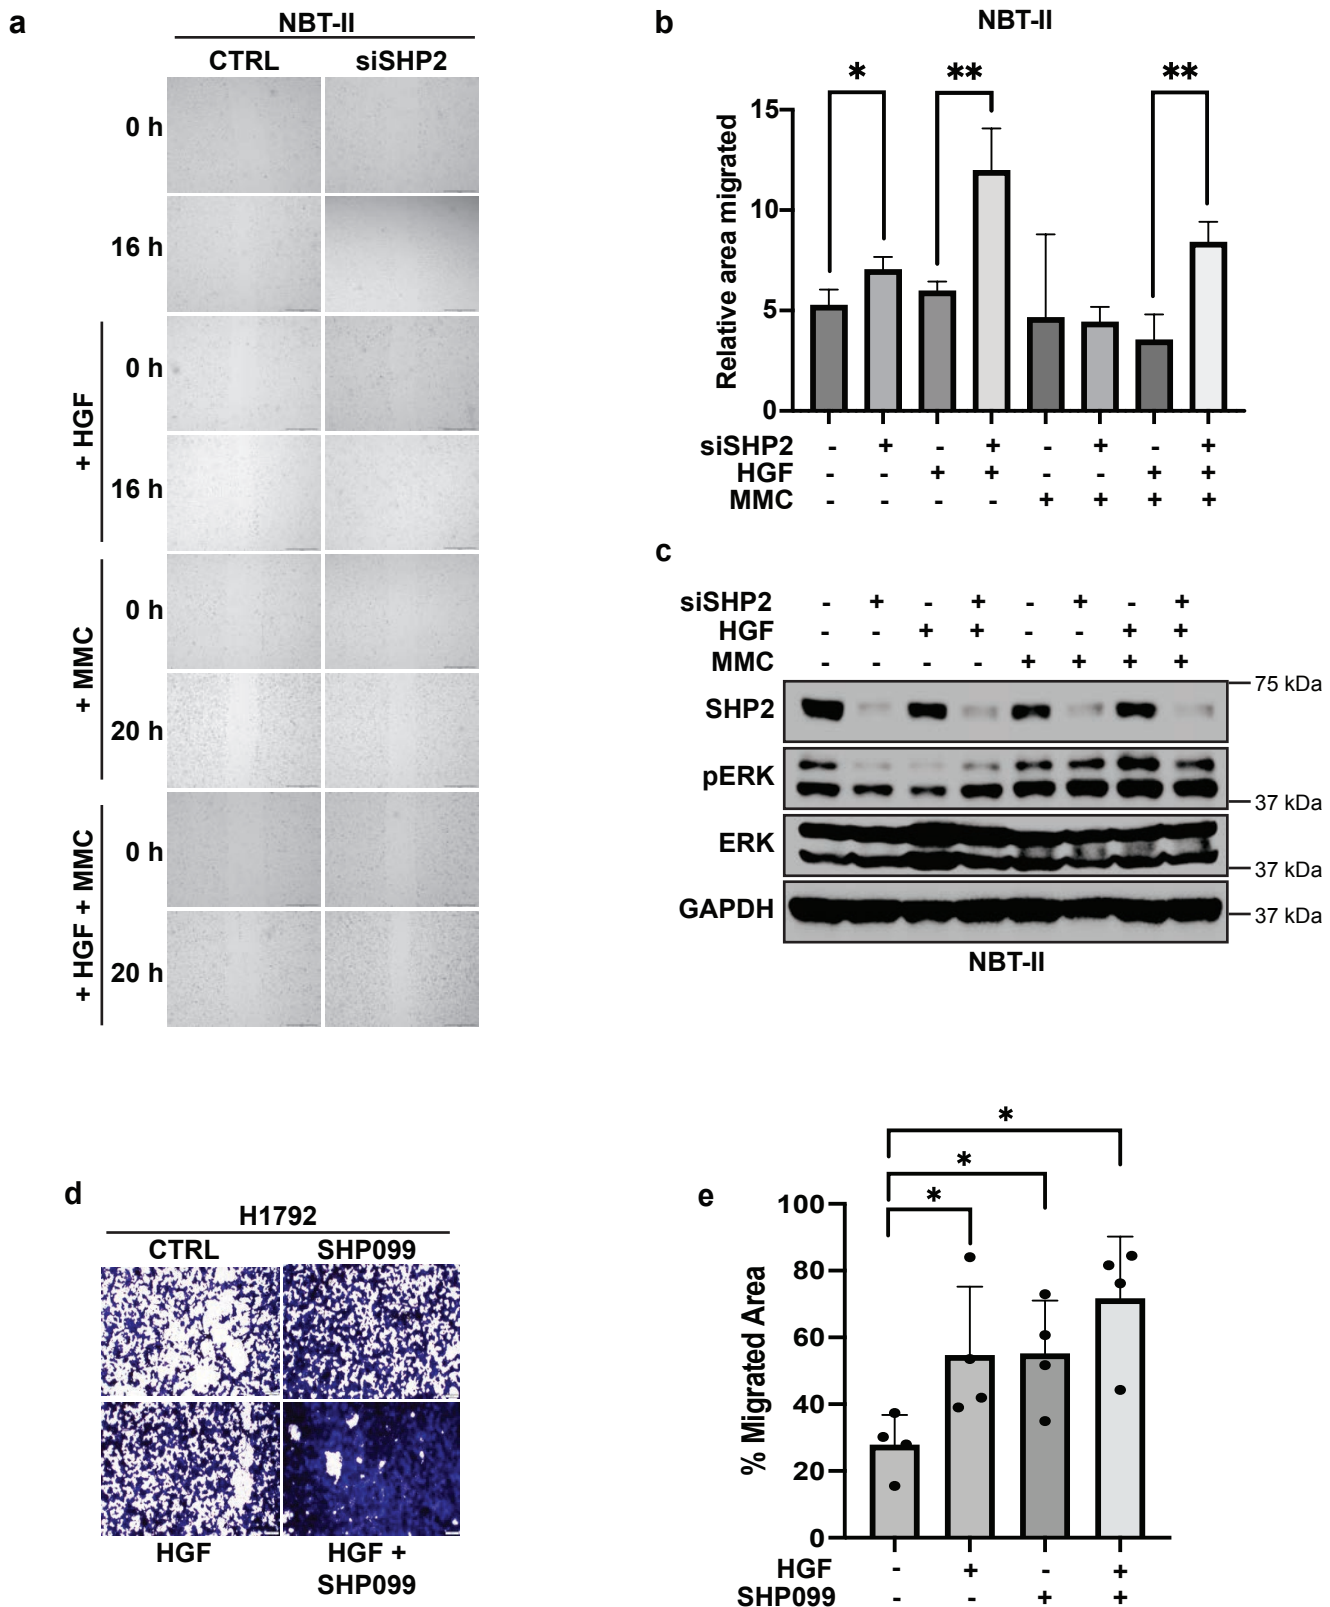 a
NBT-II
CTRL siSHP2
0 h
16 h
+ HGF
0 h
16 h
+ MMC
0 h
20 h
+ HGF + MMC
0 h
20 h
b
NBT-II
* ** **
Relative area migrated
15
10
5
0
siSHP2 - + - + - + - +
HGF - - + + - - + +
MMC - - - - + + + +
c
siSHP2 - + - + - + - +
HGF - - + + - - + +
MMC - - - - + + + +
75 kDa
SHP2
pERK
37 kDa
ERK
37 kDa
GAPDH
37 kDa
NBT-II
d
H1792
CTRL SHP099
HGF HGF +
SHP099
e
*
*
*
% Migrated Area
100
80
60
40
20
0
HGF - + - +
SHP099 - - + +